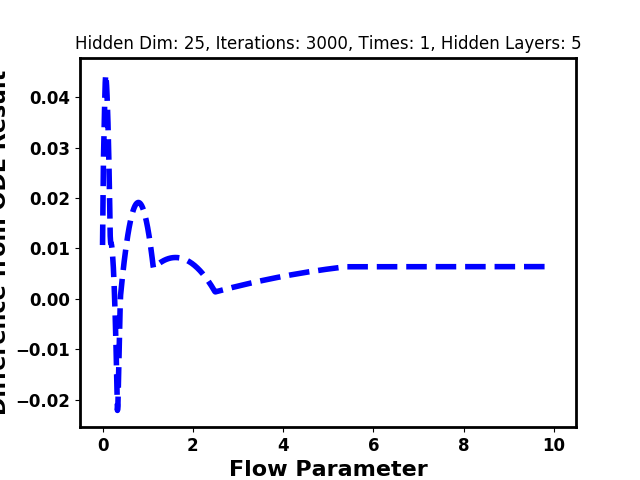 Hidden Dim: 25, Iterations: 3000, Times: 1, Hidden Layers: 5
Difference from ODE Result
0.04
0.03
0.02
0.01
0.00
−0.01
−0.02
0 2 4 6 8 10
Flow Parameter